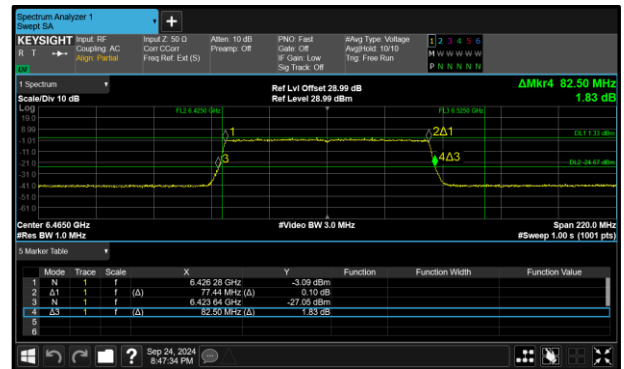 Spectrum Analyzer 1
Swept SA
+
KEYSIGHT Input: RF Input Z: 50 Ω Atten: 10 dB PNO: Fast #Avg Type: Voltage 1 2 3 4 5 6
R T Coupling: AC Corr CCorr Preamp: Off Gate: Off Avg|Hold: 10/10 M W W W W W
Align: Partial Freq Ref: Ext (S) IF Gain: Low Trig: Free Run
LXI Sig Track: Off P N N N N N
1 Spectrum Ref Lvl Offset 28.99 dB ΔMkr4 82.50 MHz
Scale/Div 10 dB Ref Level 28.99 dBm 1.83 dB
Log
19.0 FL2 6.4250 GHz FL3 6.5250 GHz
8.99 1 2Δ1 DL1 1.33 dBm
-1.01
-11.0 3 4Δ3
-21.0 DL2 -24.67 dBm
-31.0
-41.0
-51.0
-61.0
Center 6.4650 GHz #Video BW 3.0 MHz Span 220.0 MHz
#Res BW 1.0 MHz #Sweep 1.00 s (1001 pts)
5 Marker Table
Mode Trace Scale X Y Function Function Width Function Value
1 N 1 f 6.426 28 GHz -3.09 dBm
2 Δ1 1 f (Δ) 77.44 MHz (Δ) 0.10 dB
3 N 1 f 6.423 64 GHz -27.05 dBm
4 Δ3 1 f (Δ) 82.50 MHz (Δ) 1.83 dB
5
6
? Sep 24, 2024
8:47:34 PM